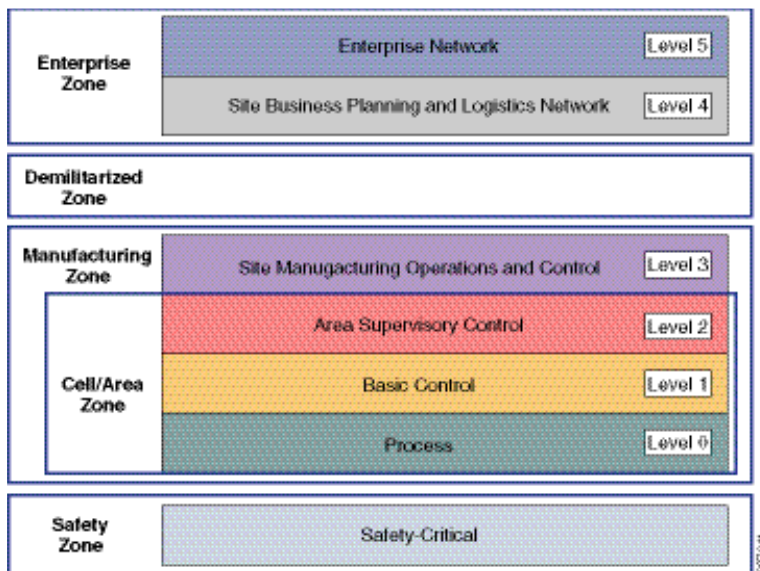 Enterprise Zone
Enterprise Network
Level 5
Site Business Planning and Logistics Network
Level 4
Demilitarized Zone
Manufacturing Zone
Site Manugacturing Operations and Control
Level 3
Area Supervisory Control
Level 2
Cell/Area Zone
Basic Control
Level 1
Process
Level 0
Safety Zone
Safety-Critical